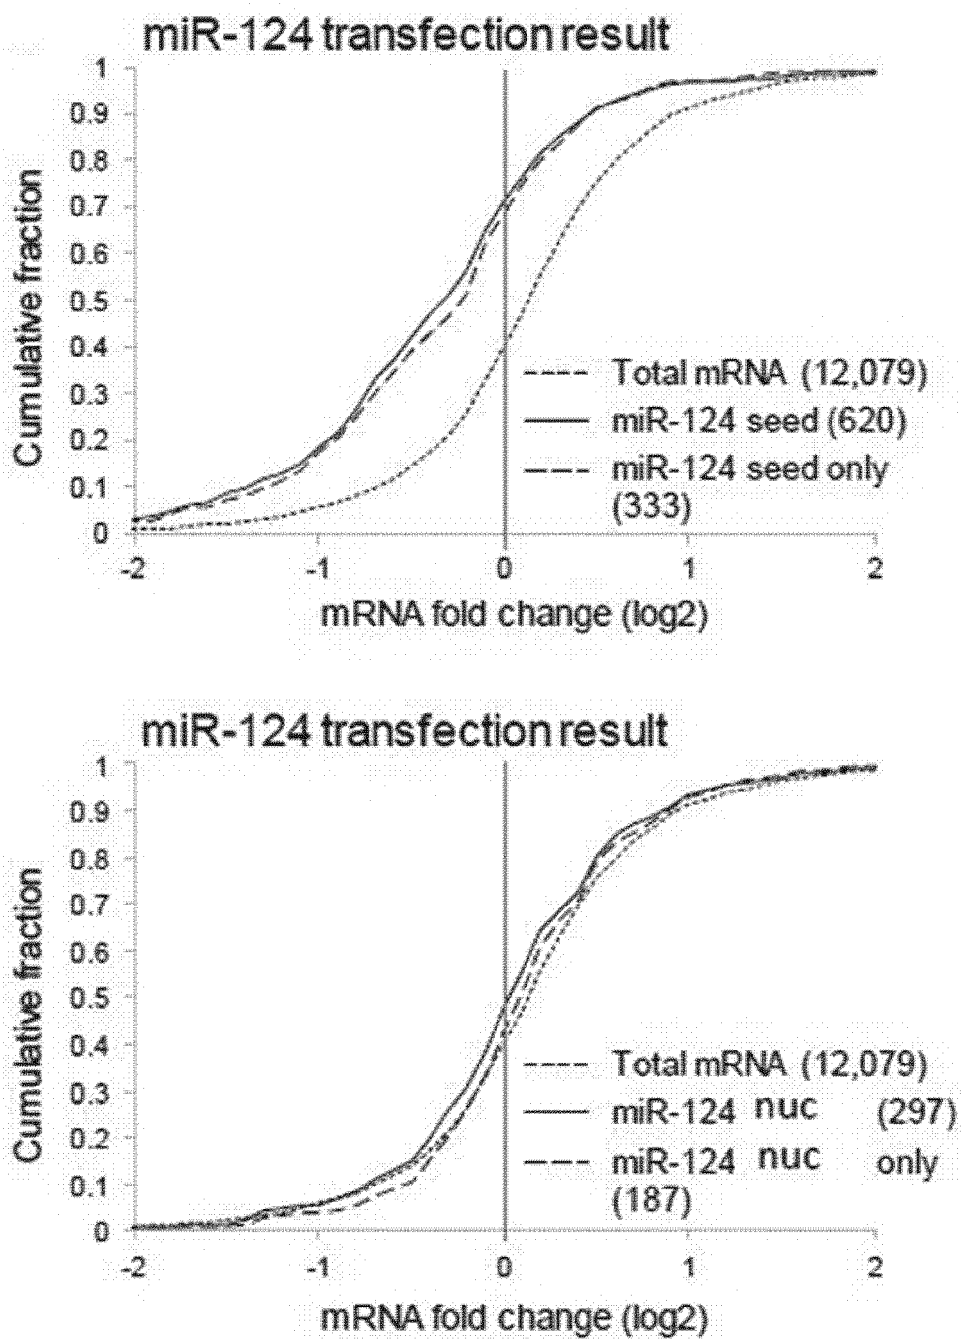 miR-124 transfection result
1
0.9
0.8
0.7
0.6
0.5
0.4
0.3
0.2
0.1
0
Cumulative fraction
Total mRNA (12,079)
miR-124 seed (620)
miR-124 seed only
(333)
-2 -1 0 1 2
mRNA fold change (log2)
miR-124 transfection result
1
0.9
0.8
0.7
0.6
0.5
0.4
0.3
0.2
0.1
0
Cumulative fraction
Total mRNA (12,079)
miR-124 nuc (297)
miR-124 nuc only
(187)
-2 -1 0 1 2
mRNA fold change (log2)